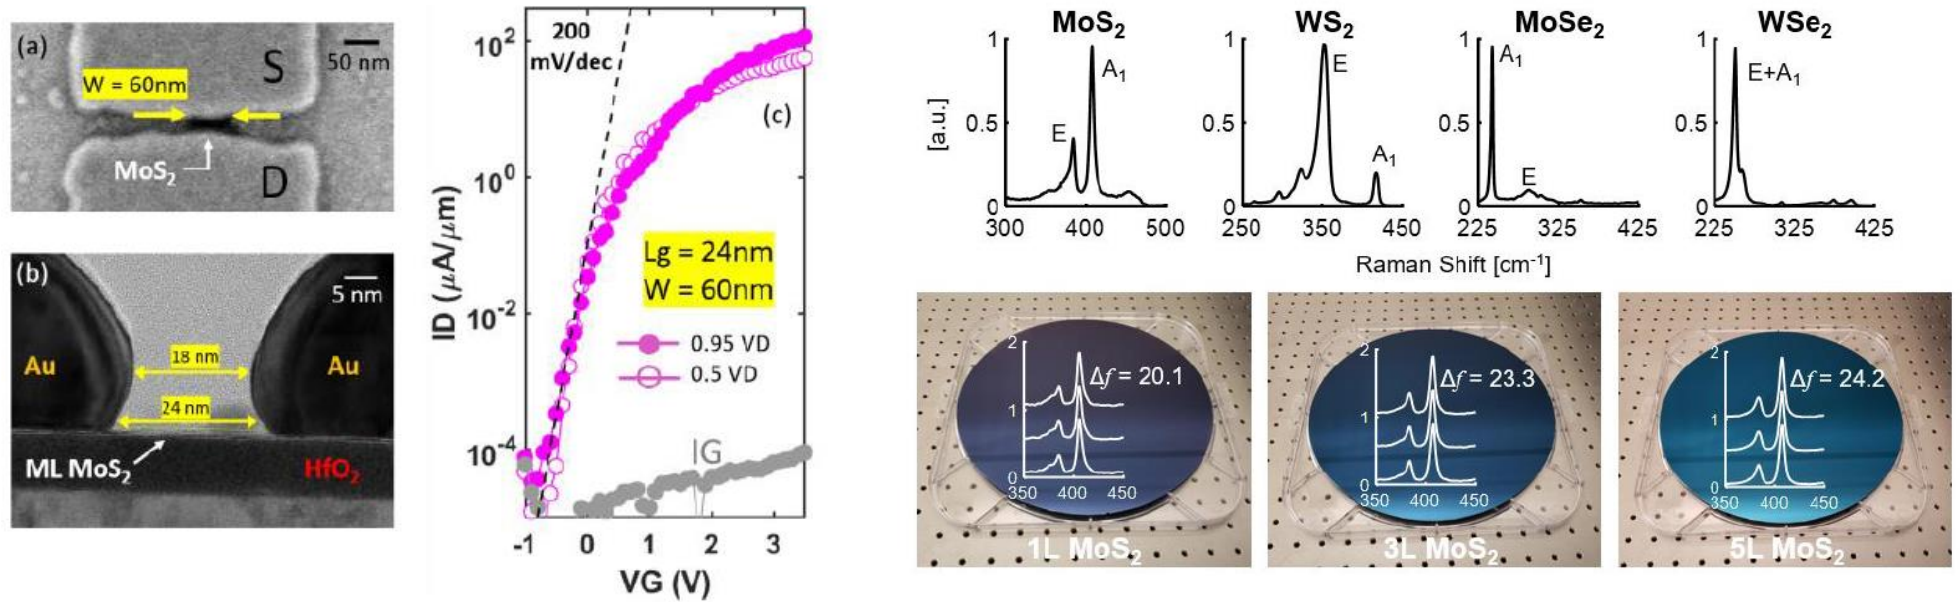 (a)
S
50 nm
W = 60nm
MoS2
D
(b)
5 nm
Au
18 nm
Au
24 nm
ML MoS2
HfO2
ID (μA/μm)
10^2
10^0
10^-2
10^-4
200
mV/dec
(c)
Lg = 24nm
W = 60nm
0.95 VD
0.5 VD
IG
-1 0 1 2 3
VG (V)
MoS2 WS2 MoSe2 WSe2
[a.u.]
1
0.5
0
E
A1
300 400 500
1
0.5
0
E
A1
250 350 450
1
0.5
0
A1
E
225 325 425
1
0.5
0
E+A1
225 325 425
Raman Shift [cm^-1]
2
1
0
Δf = 20.1
350 400 450
1L MoS2
2
1
0
Δf = 23.3
350 400 450
3L MoS2
2
1
0
Δf = 24.2
350 400 450
5L MoS2